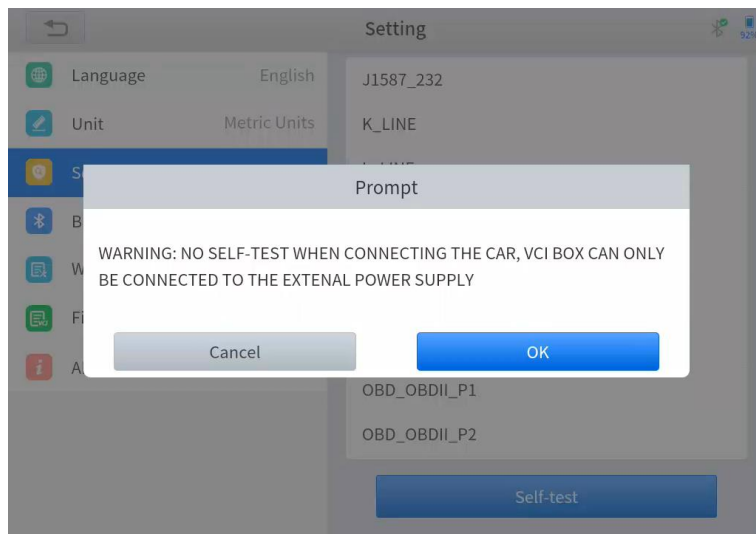 Setting
92%
Language English
Unit Metric Units
J1587_232
K_LINE
Prompt
WARNING: NO SELF-TEST WHEN CONNECTING THE CAR, VCI BOX CAN ONLY
BE CONNECTED TO THE EXTENAL POWER SUPPLY
Cancel OK
OBD_OBDII_P1
OBD_OBDII_P2
Self-test